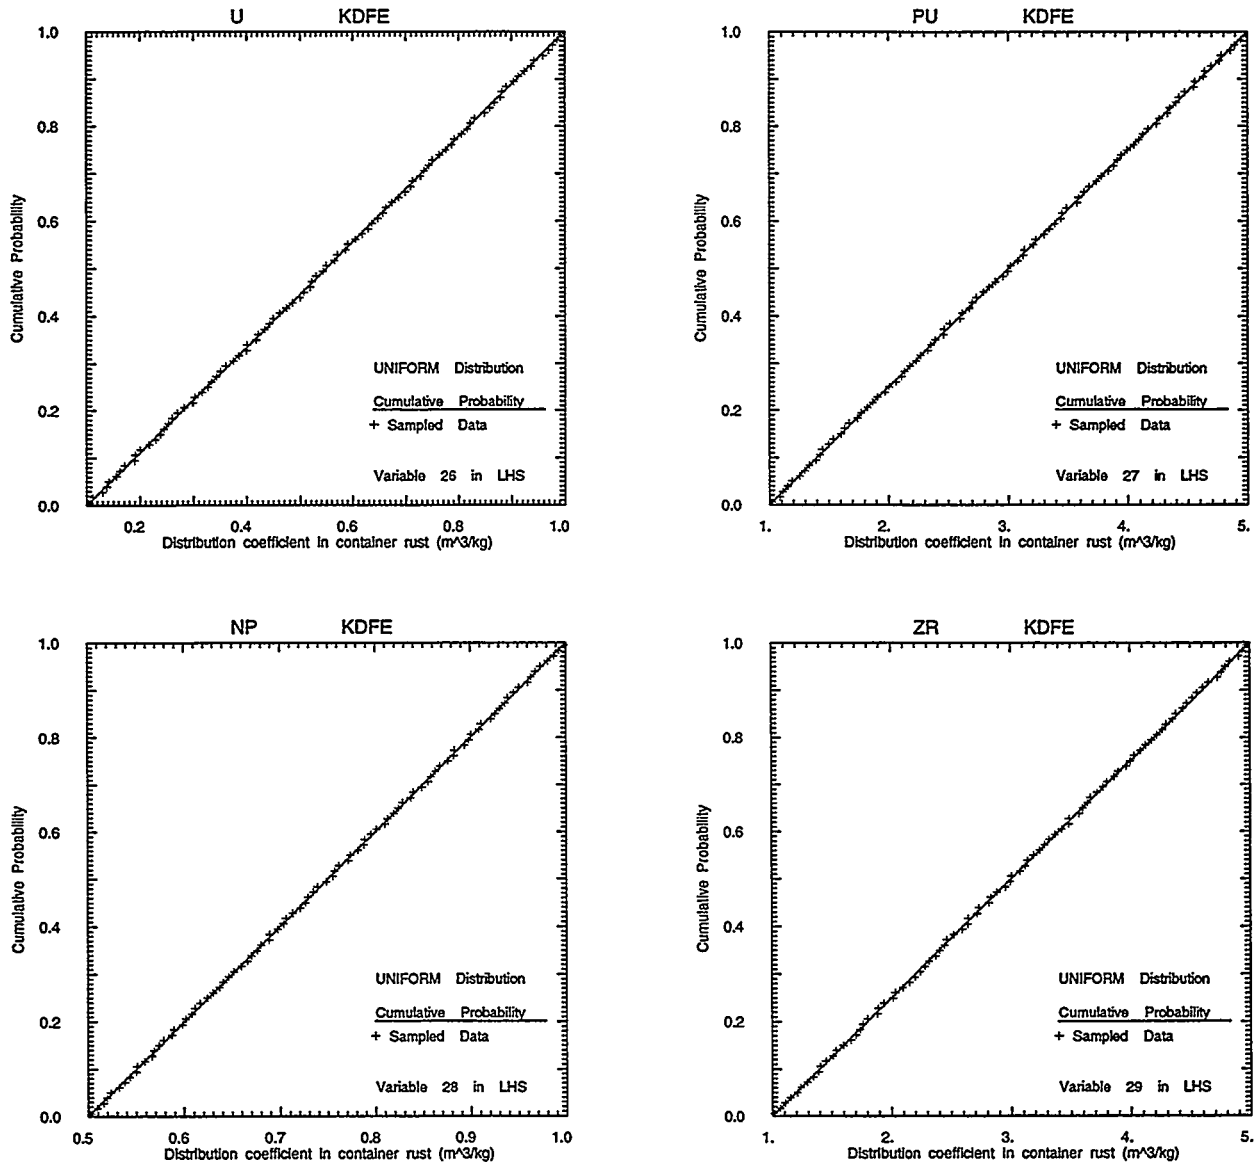 U KDFE
1.0
0.8
0.6
0.4
0.2
0.0
Cumulative Probability
UNIFORM Distribution
Cumulative Probability
+ Sampled Data
Variable 26 in LHS
0.2 0.4 0.6 0.8 1.0
Distribution coefficient in container rust (m^3/kg)
PU KDFE
1.0
0.8
0.6
0.4
0.2
0.0
Cumulative Probability
UNIFORM Distribution
Cumulative Probability
+ Sampled Data
Variable 27 in LHS
1. 2. 3. 4. 5.
Distribution coefficient in container rust (m^3/kg)
NP KDFE
1.0
0.8
0.6
0.4
0.2
0.0
Cumulative Probability
UNIFORM Distribution
Cumulative Probability
+ Sampled Data
Variable 28 in LHS
0.5 0.6 0.7 0.8 0.9 1.0
Distribution coefficient in container rust (m^3/kg)
ZR KDFE
1.0
0.8
0.6
0.4
0.2
0.0
Cumulative Probability
UNIFORM Distribution
Cumulative Probability
+ Sampled Data
Variable 29 in LHS
1. 2. 3. 4. 5.
Distribution coefficient in container rust (m^3/kg)